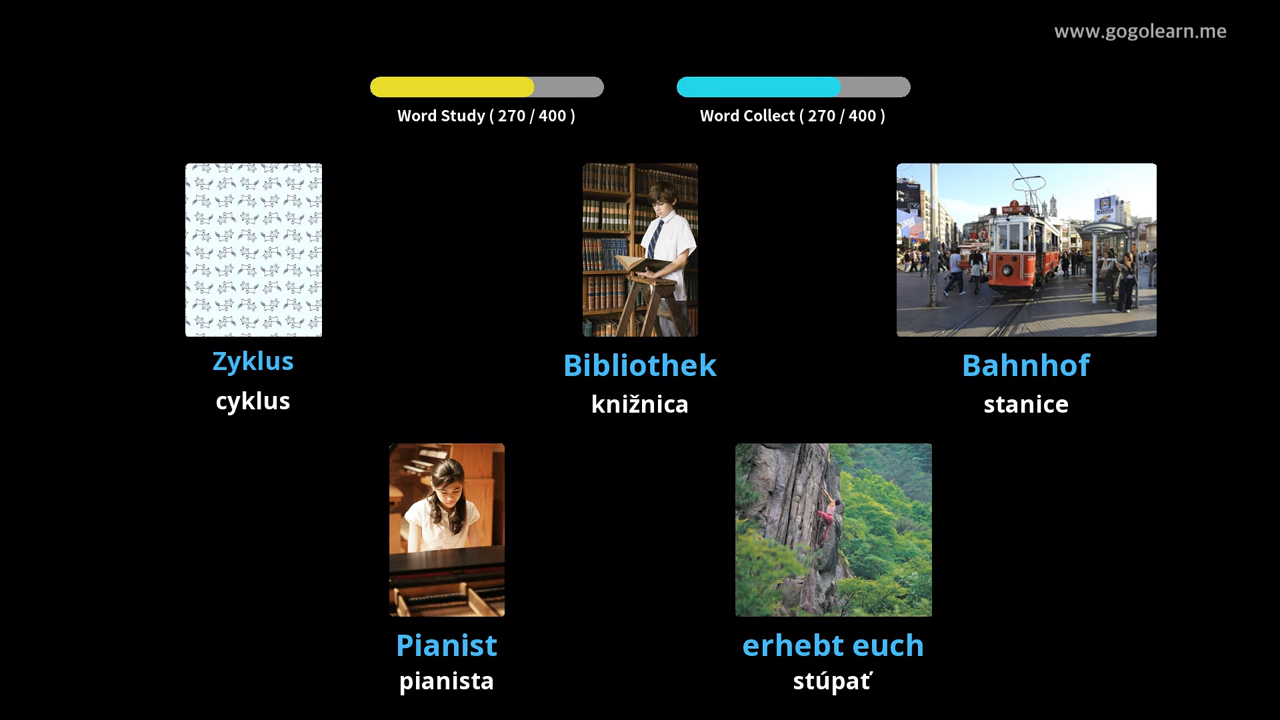 www.gogolearn.me
Word Study ( 270 / 400 )
Word Collect ( 270 / 400 )
Zyklus
cyklus
Bibliothek
knižnica
Bahnhof
stanice
Pianist
pianista
erhebt euch
stúpať